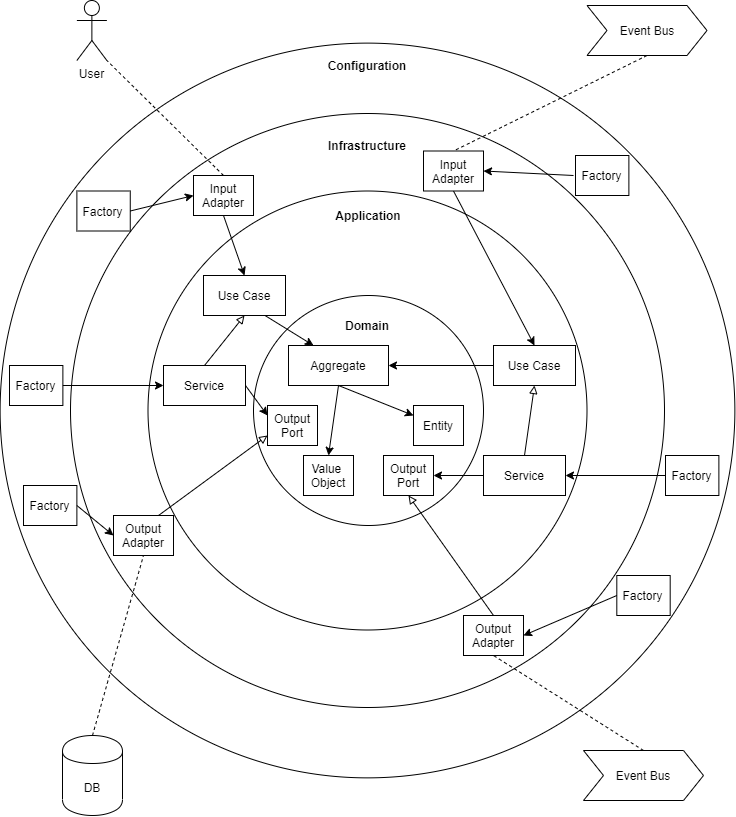 Event Bus
Configuration
User
Infrastructure
Input
Adapter
Factory
Input
Adapter
Factory
Application
Use Case
Domain
Aggregate
Use Case
Factory
Service
Output
Port
Entity
Value
Object
Output
Port
Service
Factory
Factory
Output
Adapter
Factory
Output
Adapter
Event Bus
DB